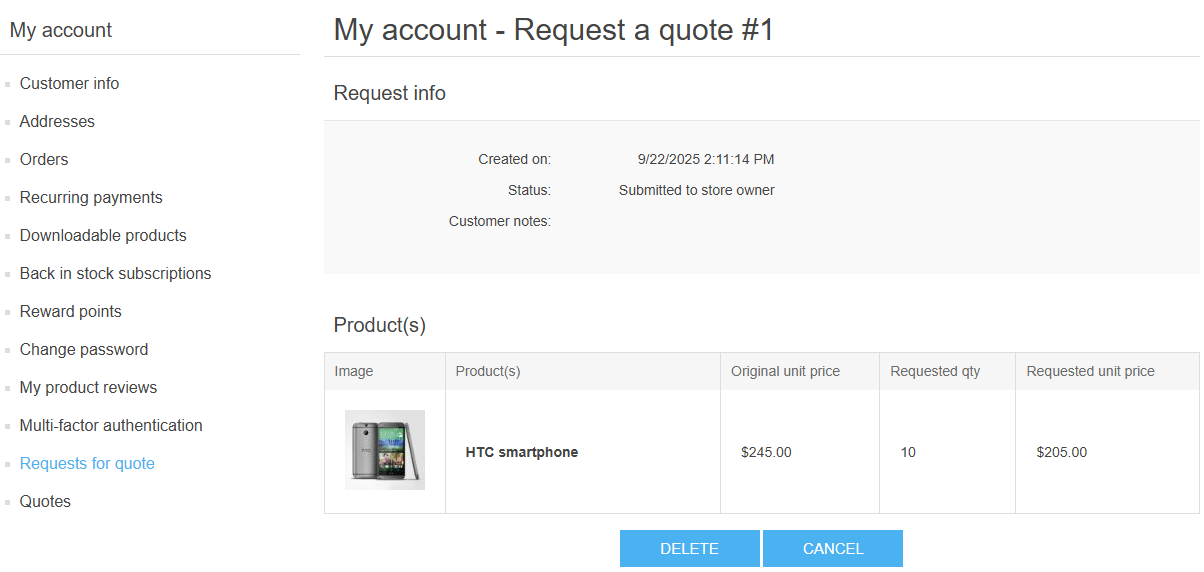 My account
Customer info
Addresses
Orders
Recurring payments
Downloadable products
Back in stock subscriptions
Reward points
Change password
My product reviews
Multi-factor authentication
Requests for quote
Quotes
My account - Request a quote #1
Request info
Created on: 9/22/2025 2:11:14 PM
Status: Submitted to store owner
Customer notes:
Product(s)
Image Product(s) Original unit price Requested qty Requested unit price
HTC smartphone $245.00 10 $205.00
DELETE CANCEL